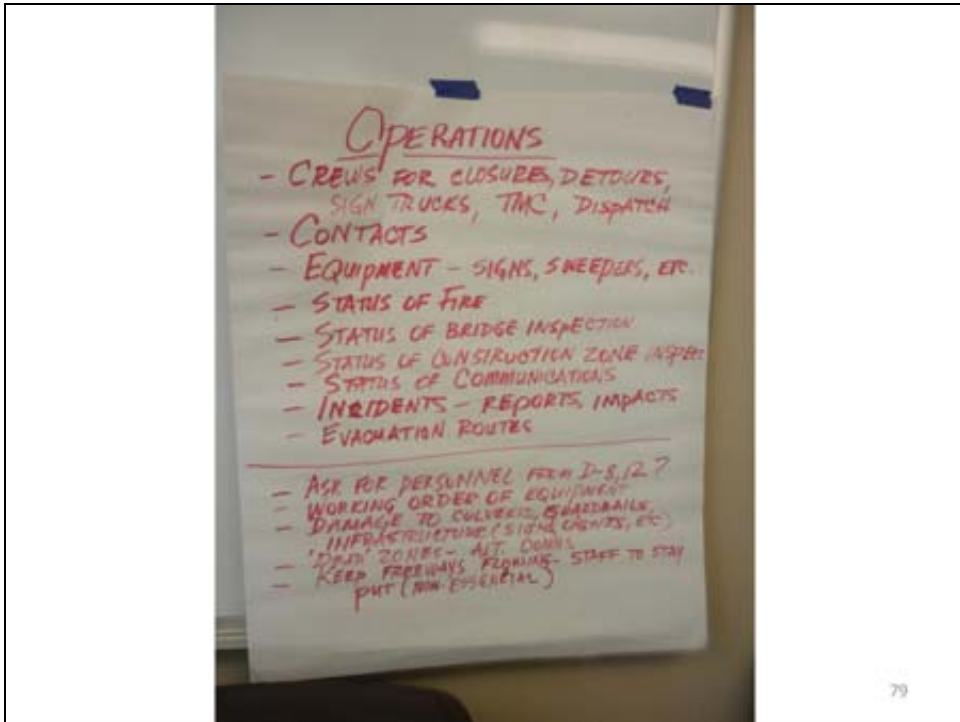 OPERATIONS
- CREWS FOR CLOSURES, DETOURS,
SIGN TRUCKS, TMC, DISPATCH
- CONTACTS
- EQUIPMENT - SIGNS, SWEEPERS, ETC.
- STATUS OF FIRE
- STATUS OF BRIDGE INSPECTION
- STATUS OF CONSTRUCTION ZONE INSPEC
- STATUS OF COMMUNICATIONS
- INCIDENTS - REPORTS, IMPACTS
- EVACUATION ROUTES
- ASK FOR PERSONNEL FROM D-8, 12?
- WORKING ORDER OF EQUIPMENT
- DAMAGE TO CULVERTS, GUARDRAILS,
INFRASTRUCTURE (SIGNS, LIGHTS, ETC)
- 'DEAD' ZONES - ALT. COMMS
- KEEP FREEWAYS FLOWING - STAFF TO STAY
PUT (NON-ESSENTIAL)
79